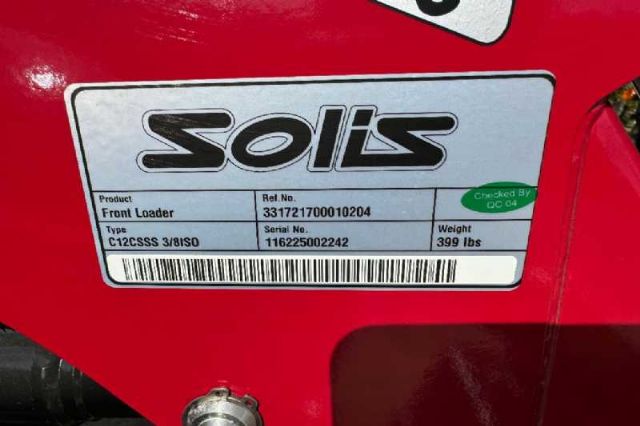 Solis
Product
Front Loader
Ref.No.
331721700010204
Checked By
QC 04
Type
C12CSSS 3/8ISO
Serial No.
116225002242
Weight
399 lbs